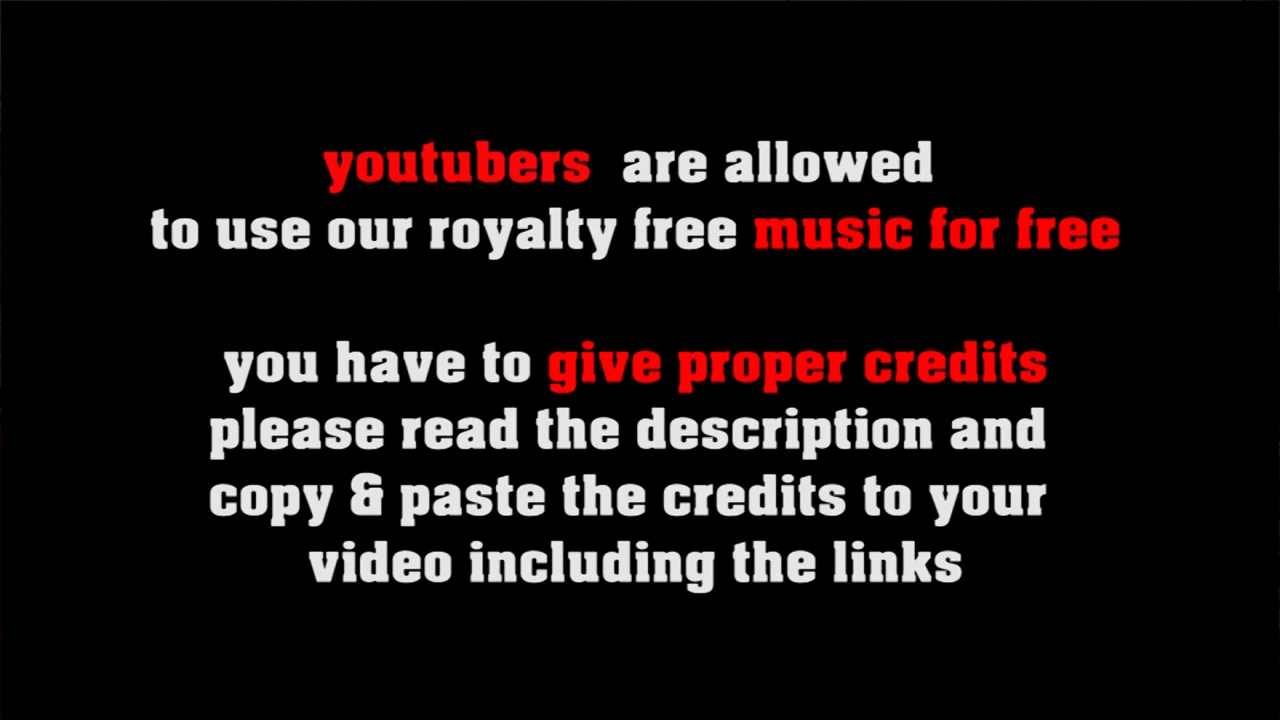 youtubers are allowed
to use our royalty free music for free
you have to give proper credits
please read the description and
copy & paste the credits to your
video including the links